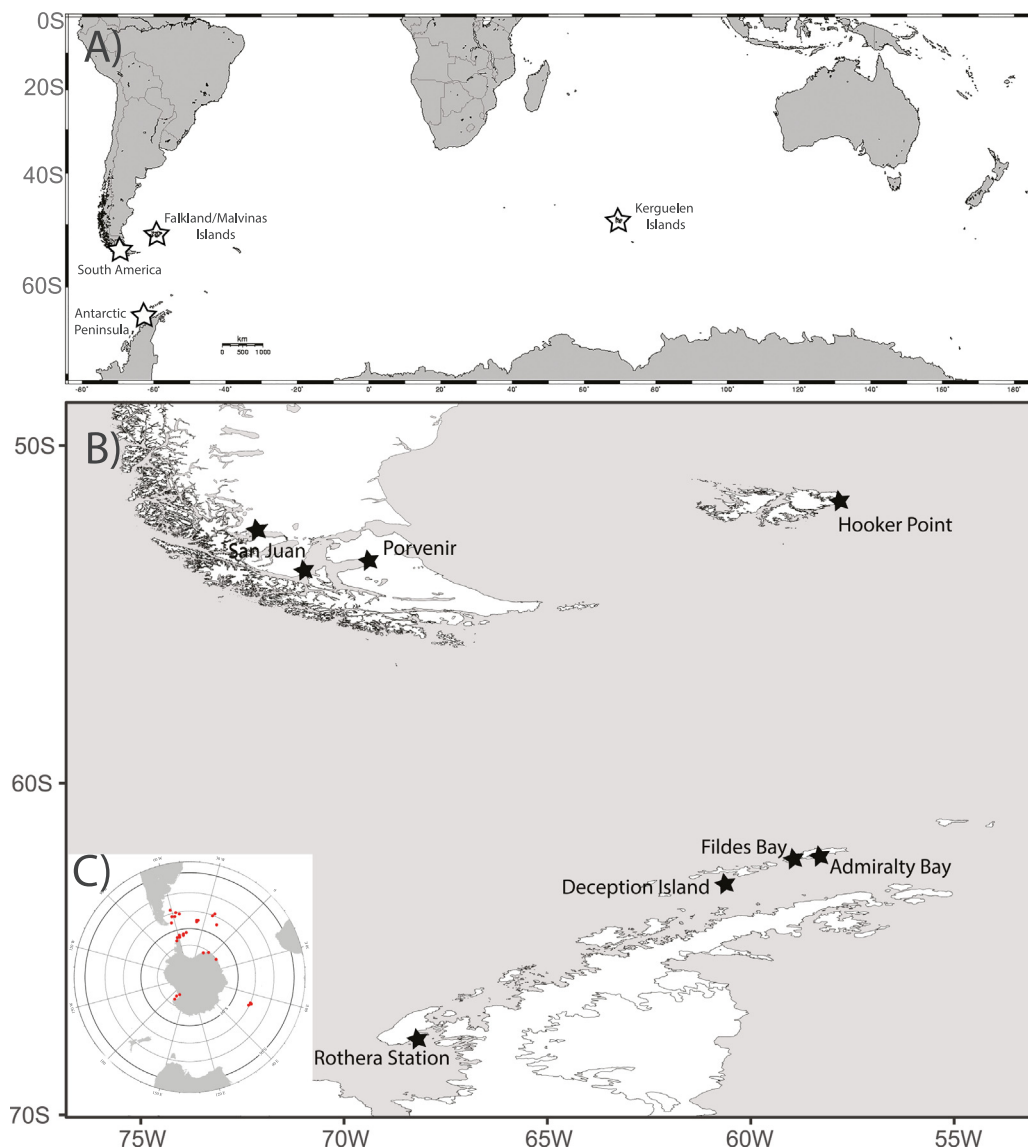 A)
0S
20S
40S
60S
Falkland/Malvinas
Islands
Kerguelen
Islands
South America
Antarctic
Peninsula
km
0 500 1000
-80° -60° -40° -20° 0° 20° 40° 60° 80° 100° 120° 140° 160°
B)
50S
60S
70S
San Juan
Porvenir
Hooker Point
Fildes Bay
Admiralty Bay
Deception Island
Rothera Station
C)
75W 70W 65W 60W 55W